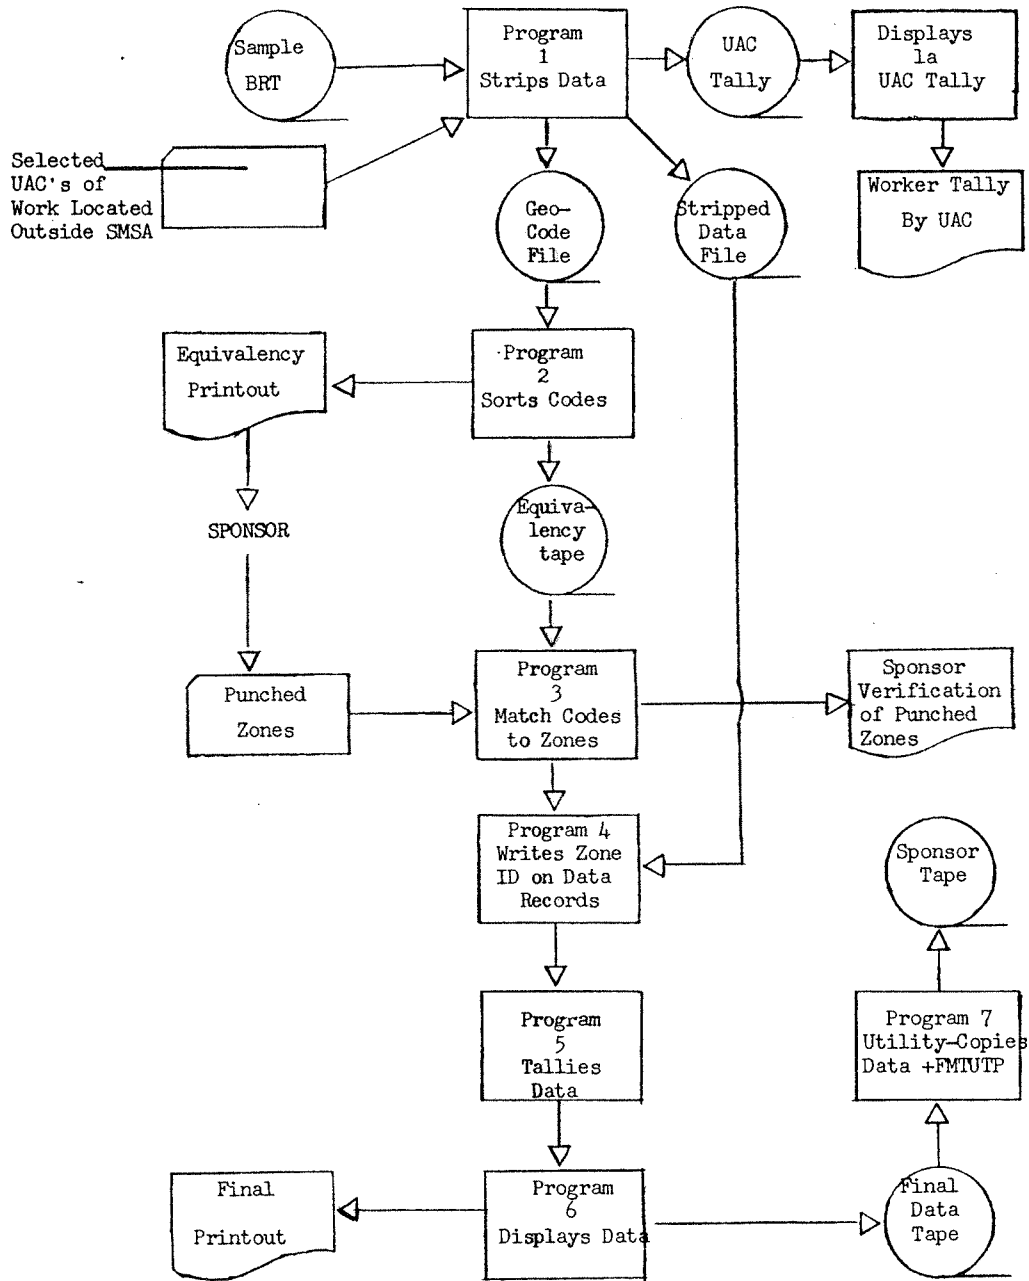 Sample
BRT
Program
1
Strips Data
UAC
Tally
Displays
1a
UAC Tally
Selected
UAC's of
Work Located
Outside SMSA
Geo-
Code
File
Stripped
Data
File
Worker Tally
By UAC
Equivalency
Printout
Program
2
Sorts Codes
SPONSOR
Equiva-
lency
tape
Punched
Zones
Program
3
Match Codes
to Zones
Sponsor
Verification
of Punched
Zones
Program 4
Writes Zone
ID on Data
Records
Sponsor
Tape
Program
5
Tallies
Data
Program 7
Utility-Copies
Data +FMTUTP
Final
Printout
Program
6
Displays Data
Final
Data
Tape